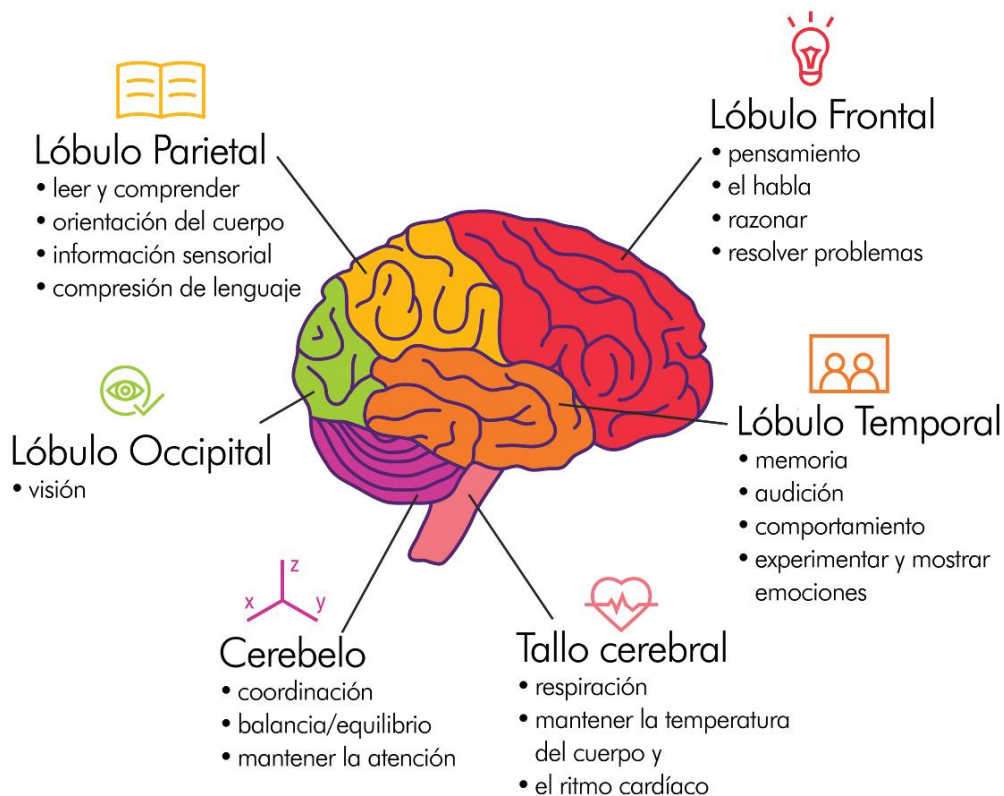 Lóbulo Parietal
• leer y comprender
• orientación del cuerpo
• información sensorial
• compresión de lenguaje
Lóbulo Frontal
• pensamiento
• el habla
• razonar
• resolver problemas
Lóbulo Occipital
• visión
Lóbulo Temporal
• memoria
• audición
• comportamiento
• experimentar y mostrar
emociones
z
x y
Cerebelo
• coordinación
• balancia/equilibrio
• mantener la atención
Tallo cerebral
• respiración
• mantener la temperatura
del cuerpo y
• el ritmo cardíaco